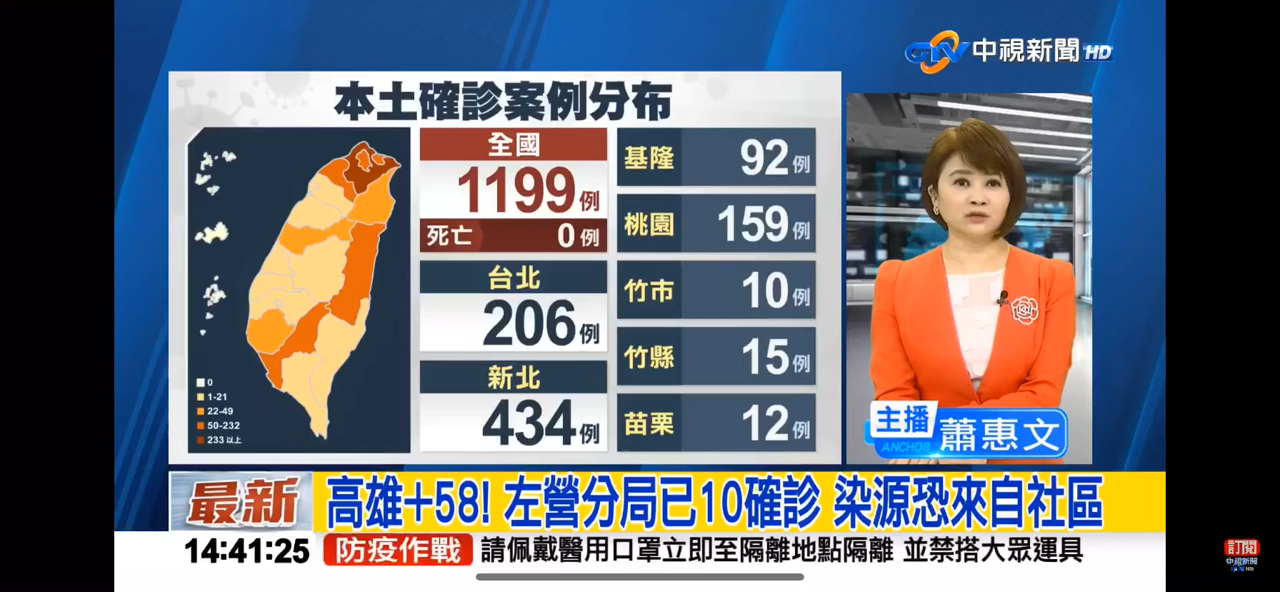 CTV 中視新聞 HD
本土確診案例分布
全國
1199例
死亡 0例
台北
206例
新北
434例
基隆 92例
桃園 159例
竹市 10例
竹縣 15例
苗栗 12例
0
1-21
22-49
50-232
233以上
主播 蕭惠文
ANCHOR
最新 高雄+58! 左營分局已10確診 染源恐來自社區
14:41:25 防疫作戰 請佩戴醫用口罩立即至隔離地點隔離 並禁搭大眾運具
訂閱
中視新聞
CTV HD